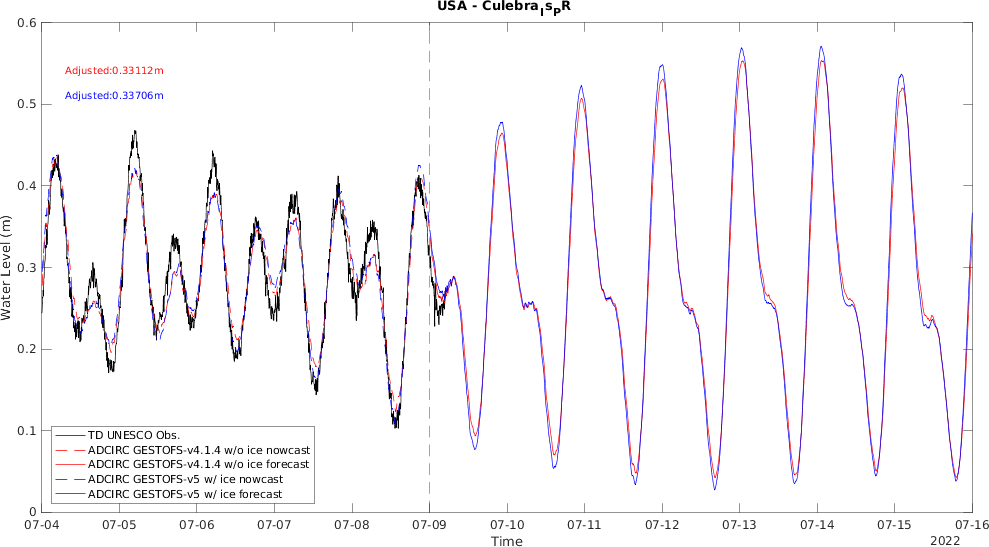 USA - Culebra_Is_PR
0.6
0.5
0.4
0.3
0.2
0.1
0
Water Level (m)
Adjusted:0.33112m
Adjusted:0.33706m
TD UNESCO Obs.
ADCIRC GESTOFS-v4.1.4 w/o ice nowcast
ADCIRC GESTOFS-v4.1.4 w/o ice forecast
ADCIRC GESTOFS-v5 w/ ice nowcast
ADCIRC GESTOFS-v5 w/ ice forecast
07-04 07-05 07-06 07-07 07-08 07-09 07-10 07-11 07-12 07-13 07-14 07-15 07-16
Time
2022